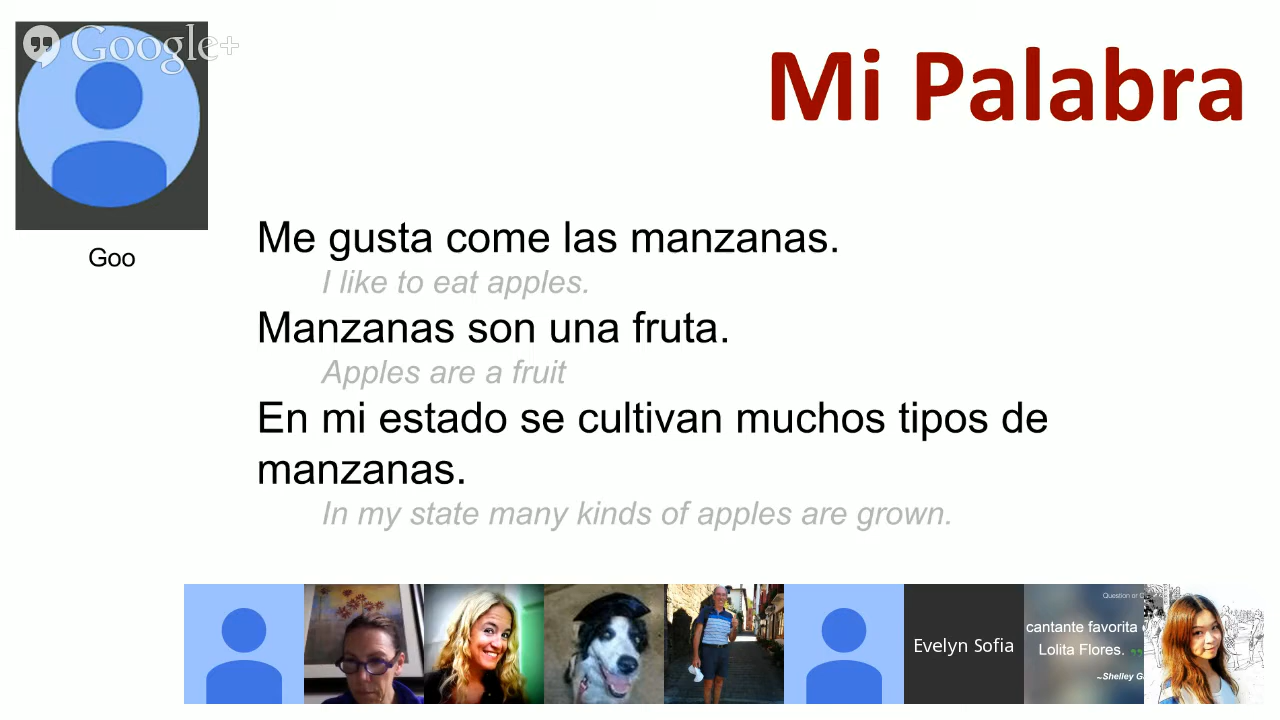 Google+
Mi Palabra
Goo
Me gusta come las manzanas.
I like to eat apples.
Manzanas son una fruta.
Apples are a fruit
En mi estado se cultivan muchos tipos de
manzanas.
In my state many kinds of apples are grown.
Evelyn Sofia
Question or
cantante favorita
Lolita Flores.
~Shelley